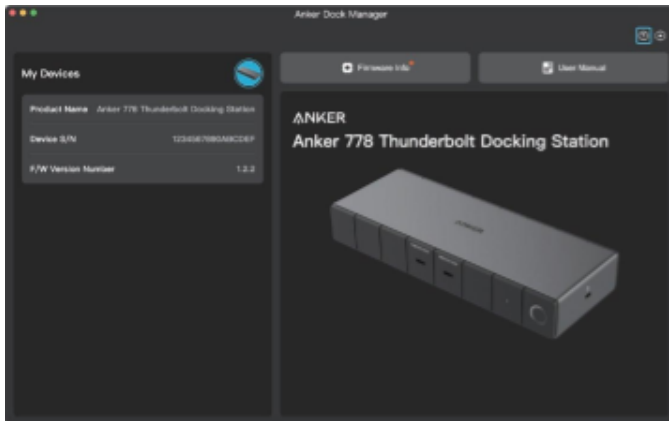 Anker Dock Manager
My Devices
Product Name Anker 778 Thunderbolt Docking Station
Device S/N 1234567890ABCDEF
F/W Version Number 1.2.2
Firmware Info
User Manual
ANKER
Anker 778 Thunderbolt Docking Station
ANKER